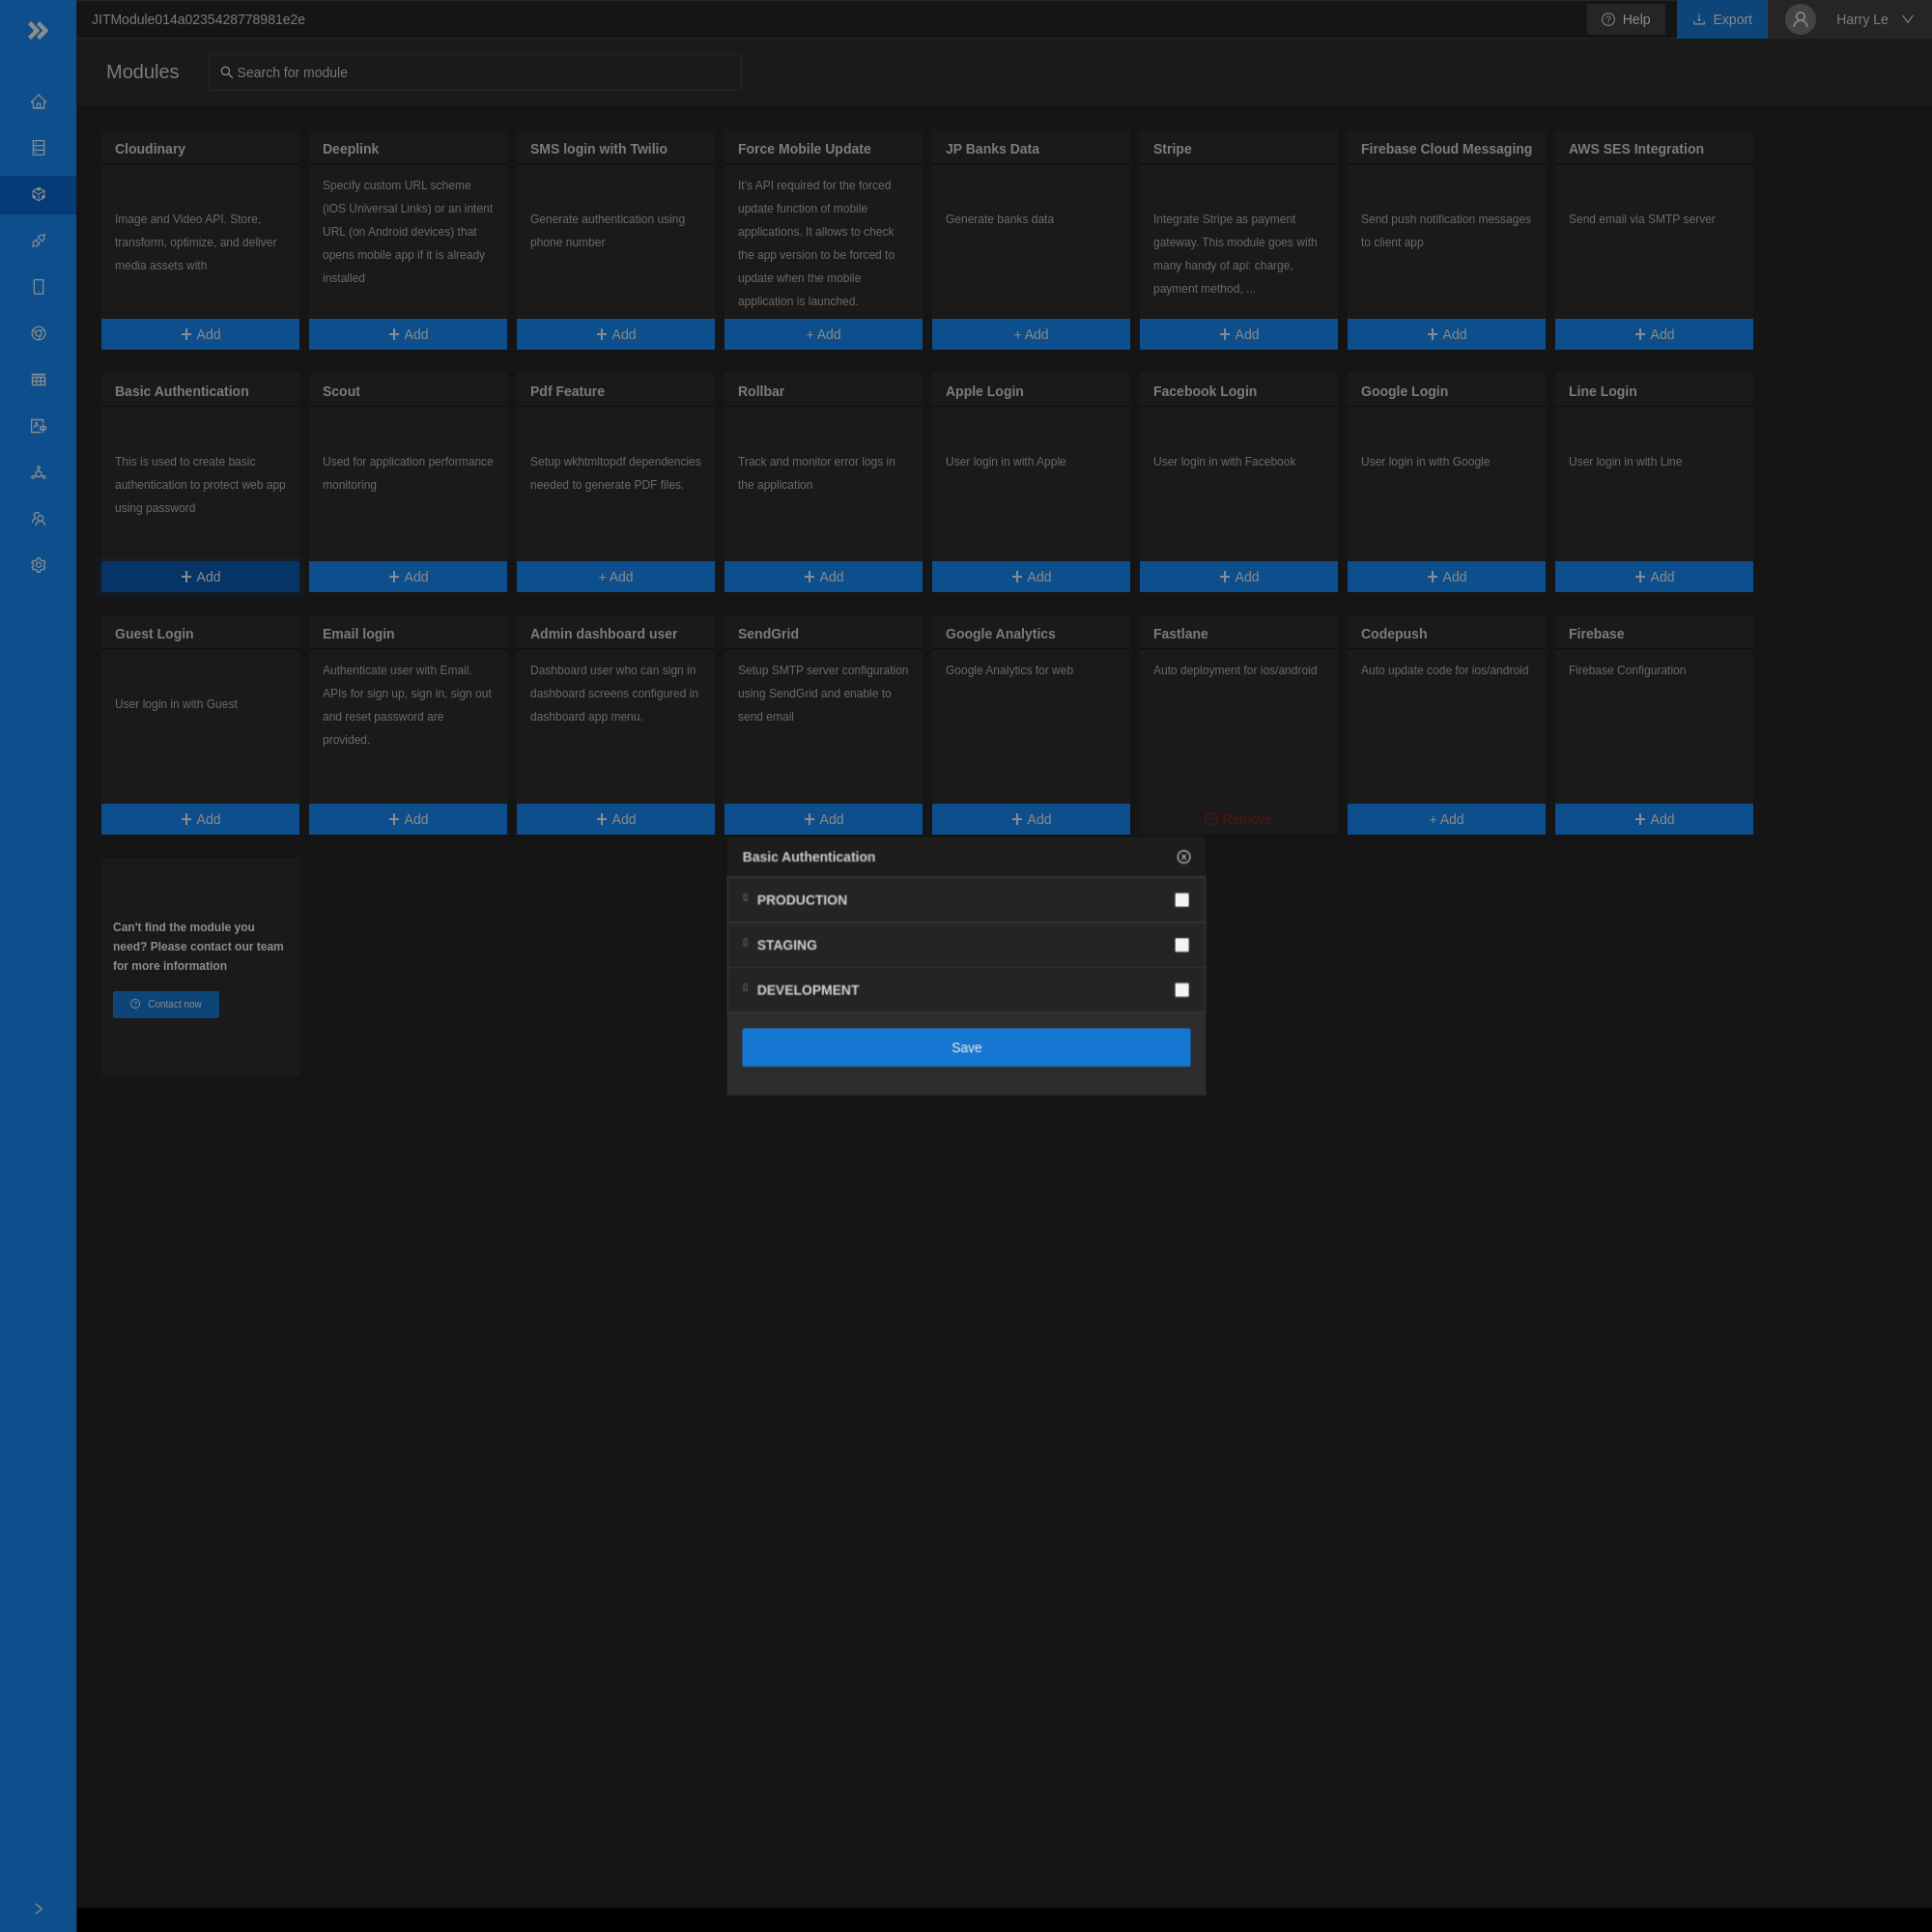 JITModule014a0235428778981e2e
Help
Export
Harry Le
Modules
Search for module
Cloudinary
Image and Video API. Store,
transform, optimize, and deliver
media assets with
+ Add
Deeplink
Specify custom URL scheme
(iOS Universal Links) or an intent
URL (on Android devices) that
opens mobile app if it is already
installed
+ Add
SMS login with Twilio
Generate authentication using
phone number
+ Add
Force Mobile Update
It's API required for the forced
update function of mobile
applications. It allows to check
the app version to be forced to
update when the mobile
application is launched.
+ Add
JP Banks Data
Generate banks data
+ Add
Stripe
Integrate Stripe as payment
gateway. This module goes with
many handy of api: charge,
payment method, ...
+ Add
Firebase Cloud Messaging
Send push notification messages
to client app
+ Add
AWS SES Integration
Send email via SMTP server
+ Add
Basic Authentication
This is used to create basic
authentication to protect web app
using password
+ Add
Scout
Used for application performance
monitoring
+ Add
Pdf Feature
Setup wkhtmltopdf dependencies
needed to generate PDF files.
+ Add
Rollbar
Track and monitor error logs in
the application
+ Add
Apple Login
User login in with Apple
+ Add
Facebook Login
User login in with Facebook
+ Add
Google Login
User login in with Google
+ Add
Line Login
User login in with Line
+ Add
Guest Login
User login in with Guest
+ Add
Email login
Authenticate user with Email.
APIs for sign up, sign in, sign out
and reset password are
provided.
+ Add
Admin dashboard user
Dashboard user who can sign in
dashboard screens configured in
dashboard app menu.
+ Add
SendGrid
Setup SMTP server configuration
using SendGrid and enable to
send email
+ Add
Google Analytics
Google Analytics for web
+ Add
Fastlane
Auto deployment for ios/android
Remove
Codepush
Auto update code for ios/android
+ Add
Firebase
Firebase Configuration
+ Add
Can't find the module you
need? Please contact our team
for more information
Contact now
Basic Authentication
PRODUCTION
STAGING
DEVELOPMENT
Save